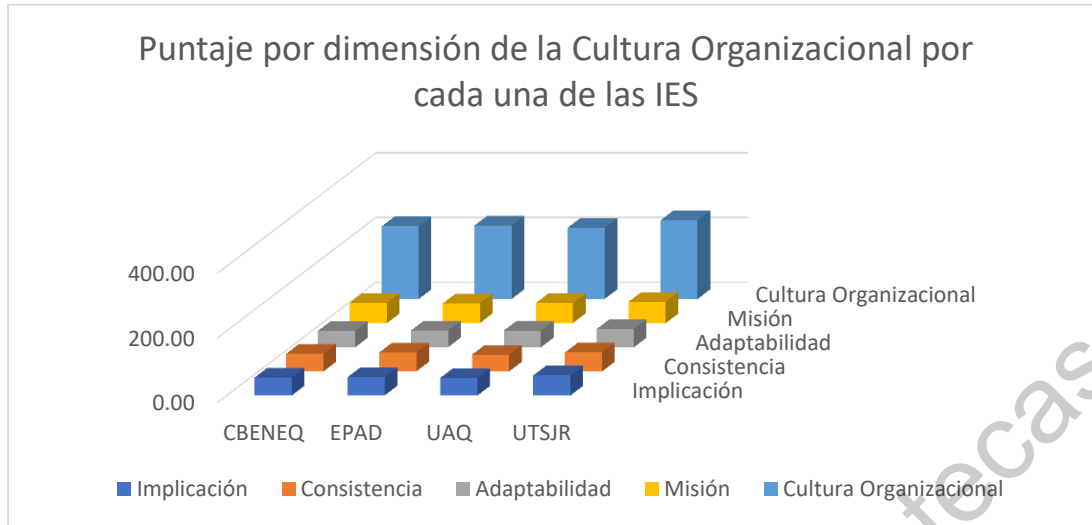 Puntaje por dimensión de la Cultura Organizacional por
cada una de las IES
400.00
200.00
0.00
Cultura Organizacional
Misión
Adaptabilidad
Consistencia
Implicación
CBENEQ EPAD UAQ UTSJR
Implicación Consistencia Adaptabilidad Misión Cultura Organizacional